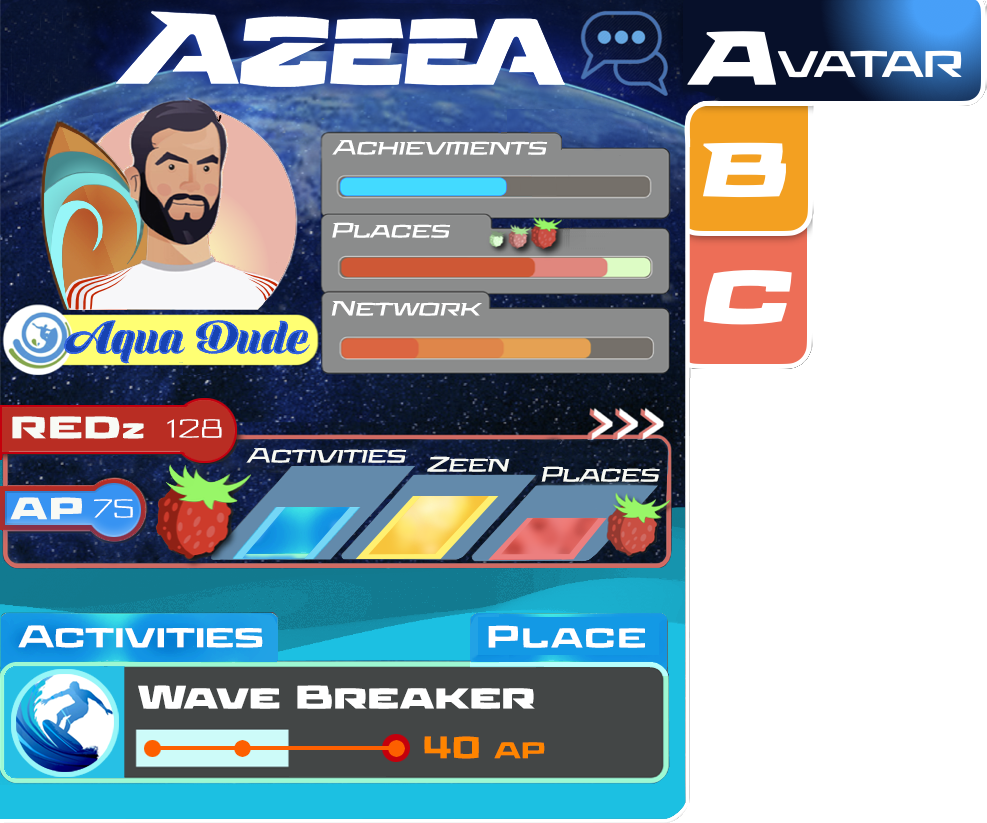 AZEEA
AVATAR
B
C
ACHIEVMENTS
PLACES
NETWORK
Aqua Dude
REDz 128
>>>
ACTIVITIES ZEEN PLACES
AP 75
ACTIVITIES PLACE
WAVE BREAKER
40 AP